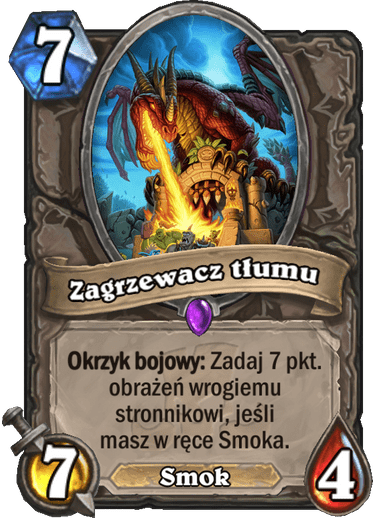 7
Zagrzewacz tłumu
Okrzyk bojowy: Zadaj 7 pkt.
obrażeń wrogiemu
stronnikowi, jeśli
masz w ręce Smoka.
7
Smok
4